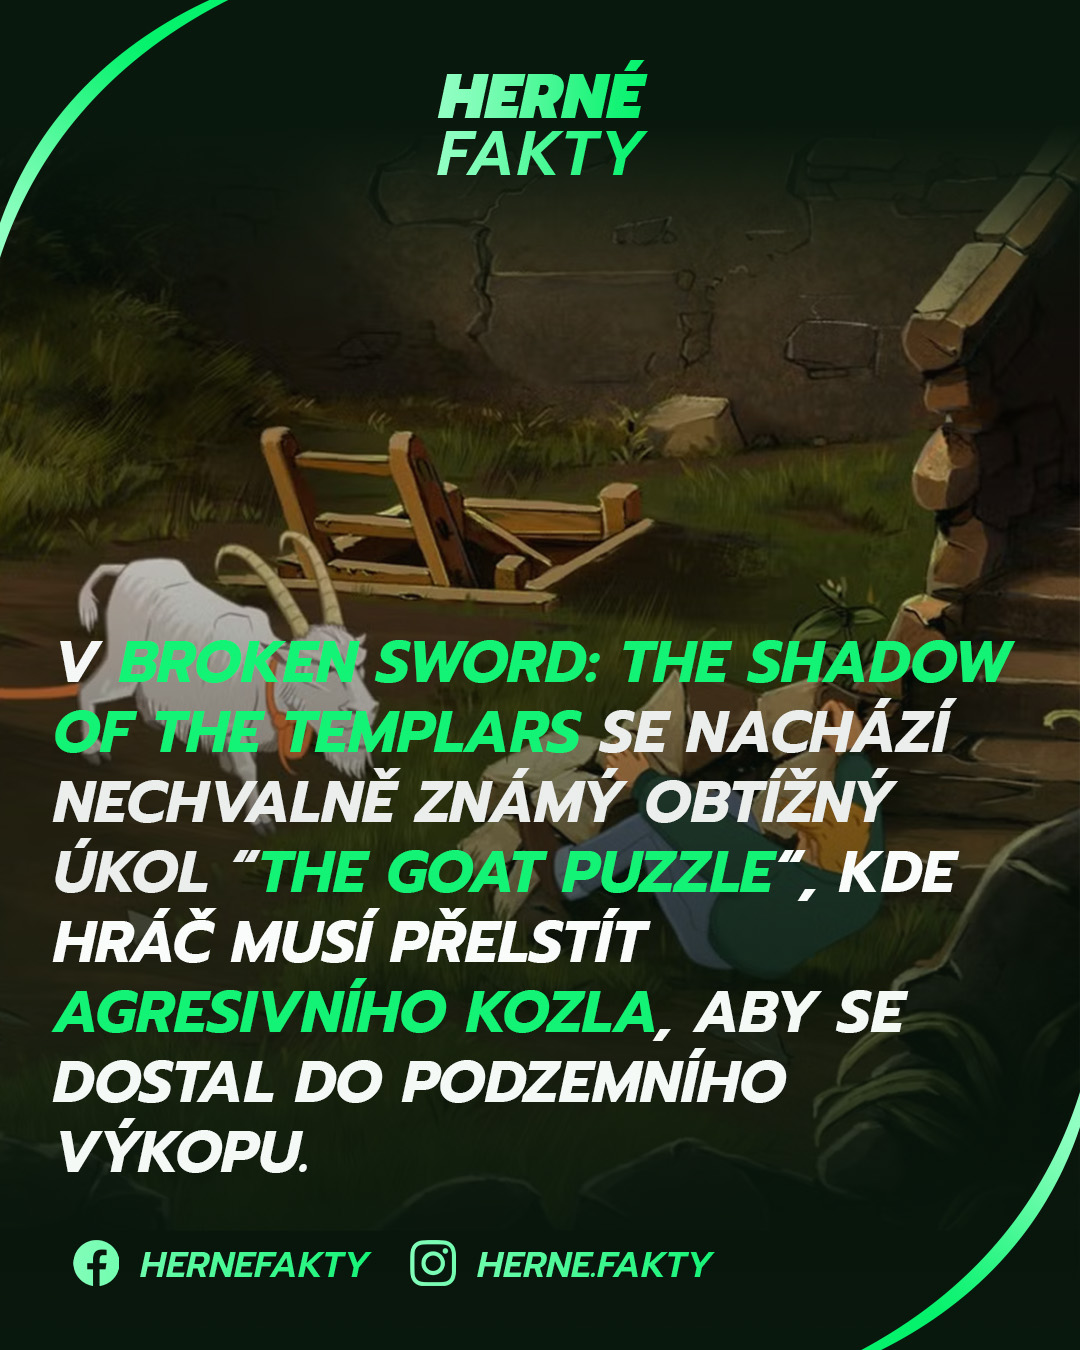 HERNÉ
FAKTY
V BROKEN SWORD: THE SHADOW
OF THE TEMPLARS SE NACHÁZÍ
NECHVALNĚ ZNÁMÝ OBTÍŽNÝ
ÚKOL "THE GOAT PUZZLE", KDE
HRÁČ MUSÍ PŘELSTÍT
AGRESIVNÍHO KOZLA, ABY SE
DOSTAL DO PODZEMNÍHO
VÝKOPU.
HERNEFAKTY HERNE.FAKTY